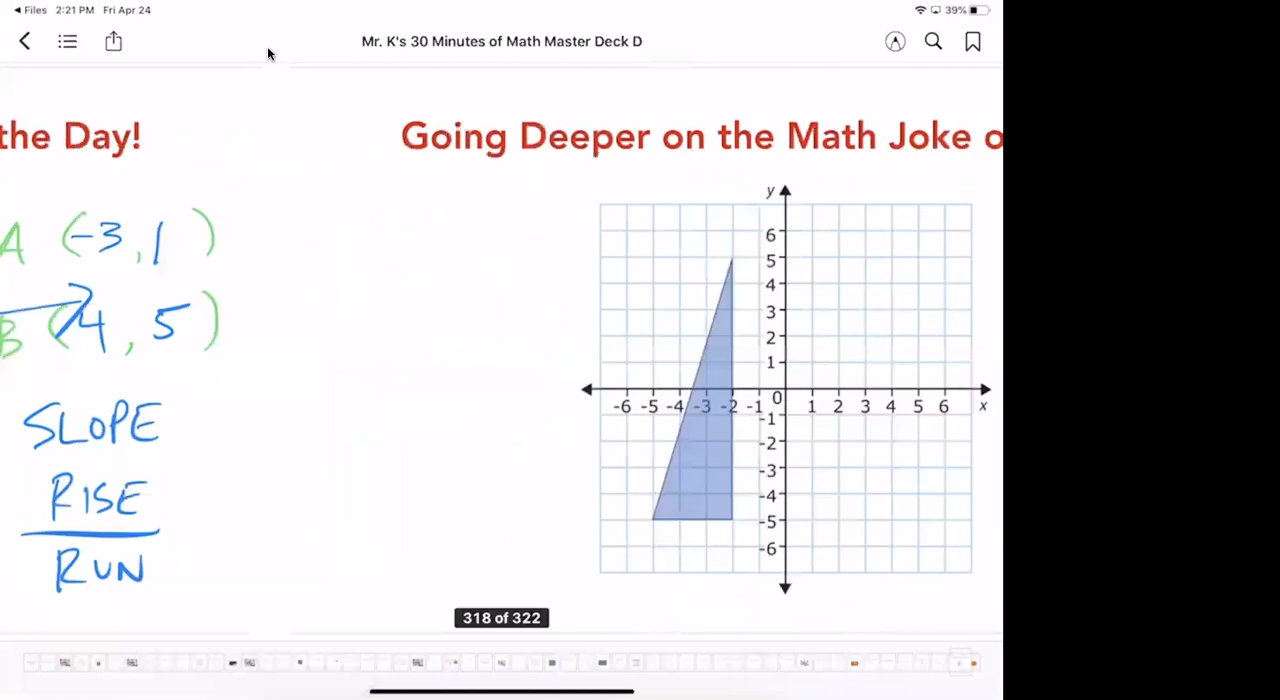 Files 2:21 PM Fri Apr 24 39%
Mr. K's 30 Minutes of Math Master Deck D
the Day!
A (-3,1)
B (4,5)
SLOPE
RISE
RUN
Going Deeper on the Math Joke o
y
6
5
4
3
2
1
0
-6 -5 -4 -3 -2 -1 1 2 3 4 5 6 x
-1
-2
-3
-4
-5
-6
318 of 322